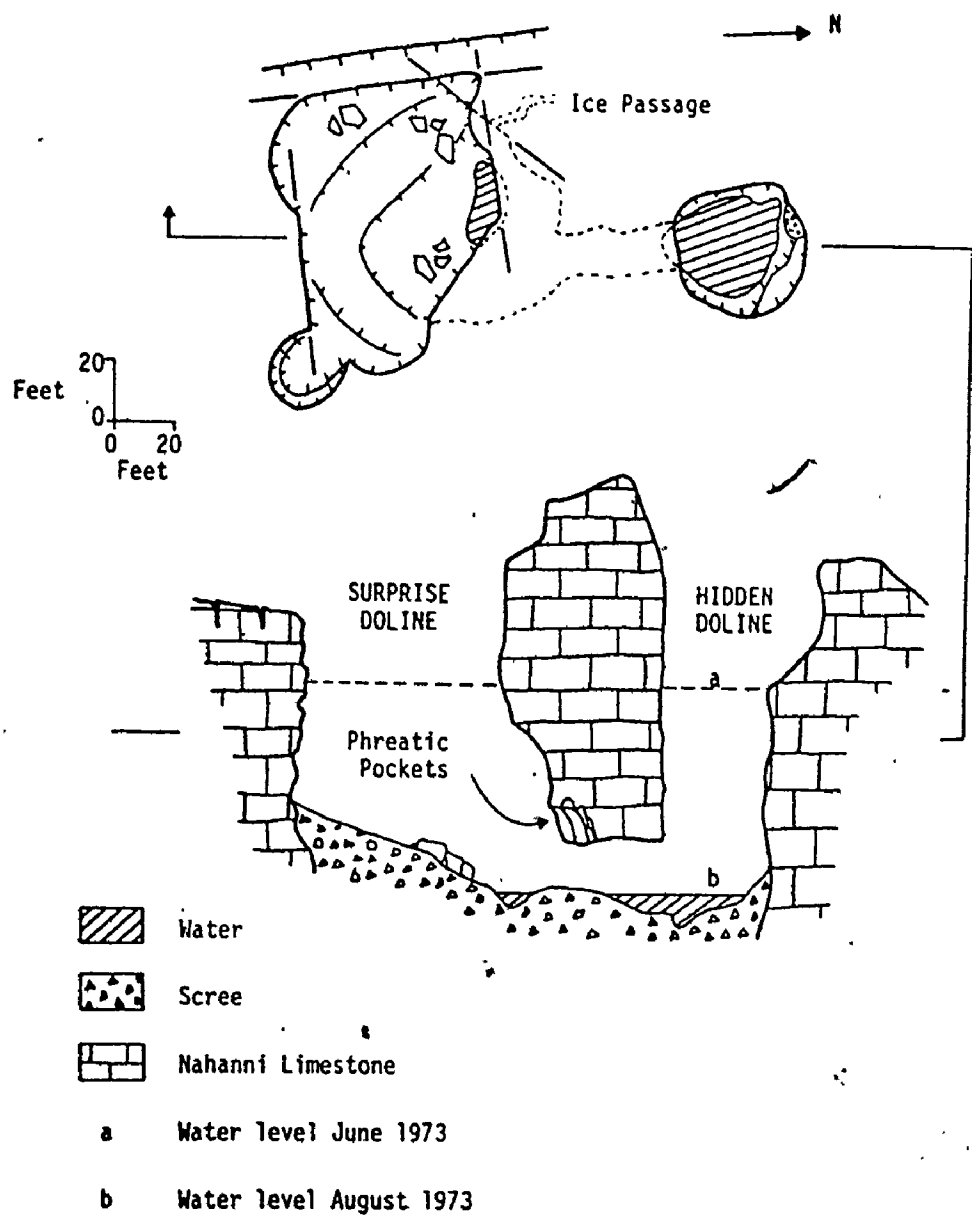 N
Ice Passage
20
Feet
0
0 20
Feet
SURPRISE
DOLINE
HIDDEN
DOLINE
a
Phreatic
Pockets
b
Water
Scree
Nahanni Limestone
a Water level June 1973
b Water level August 1973